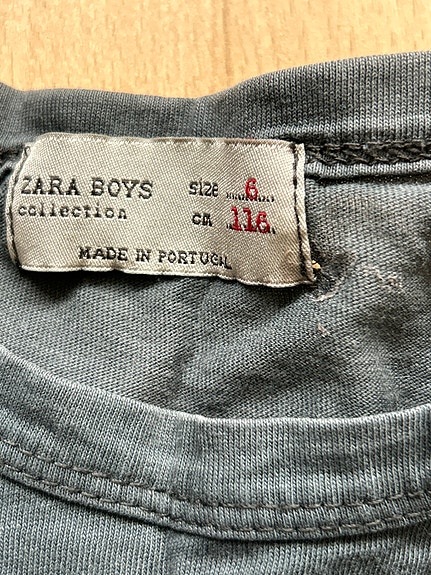 ZARA BOYS SIZE 6
collection CM 116
MADE IN PORTUGAL